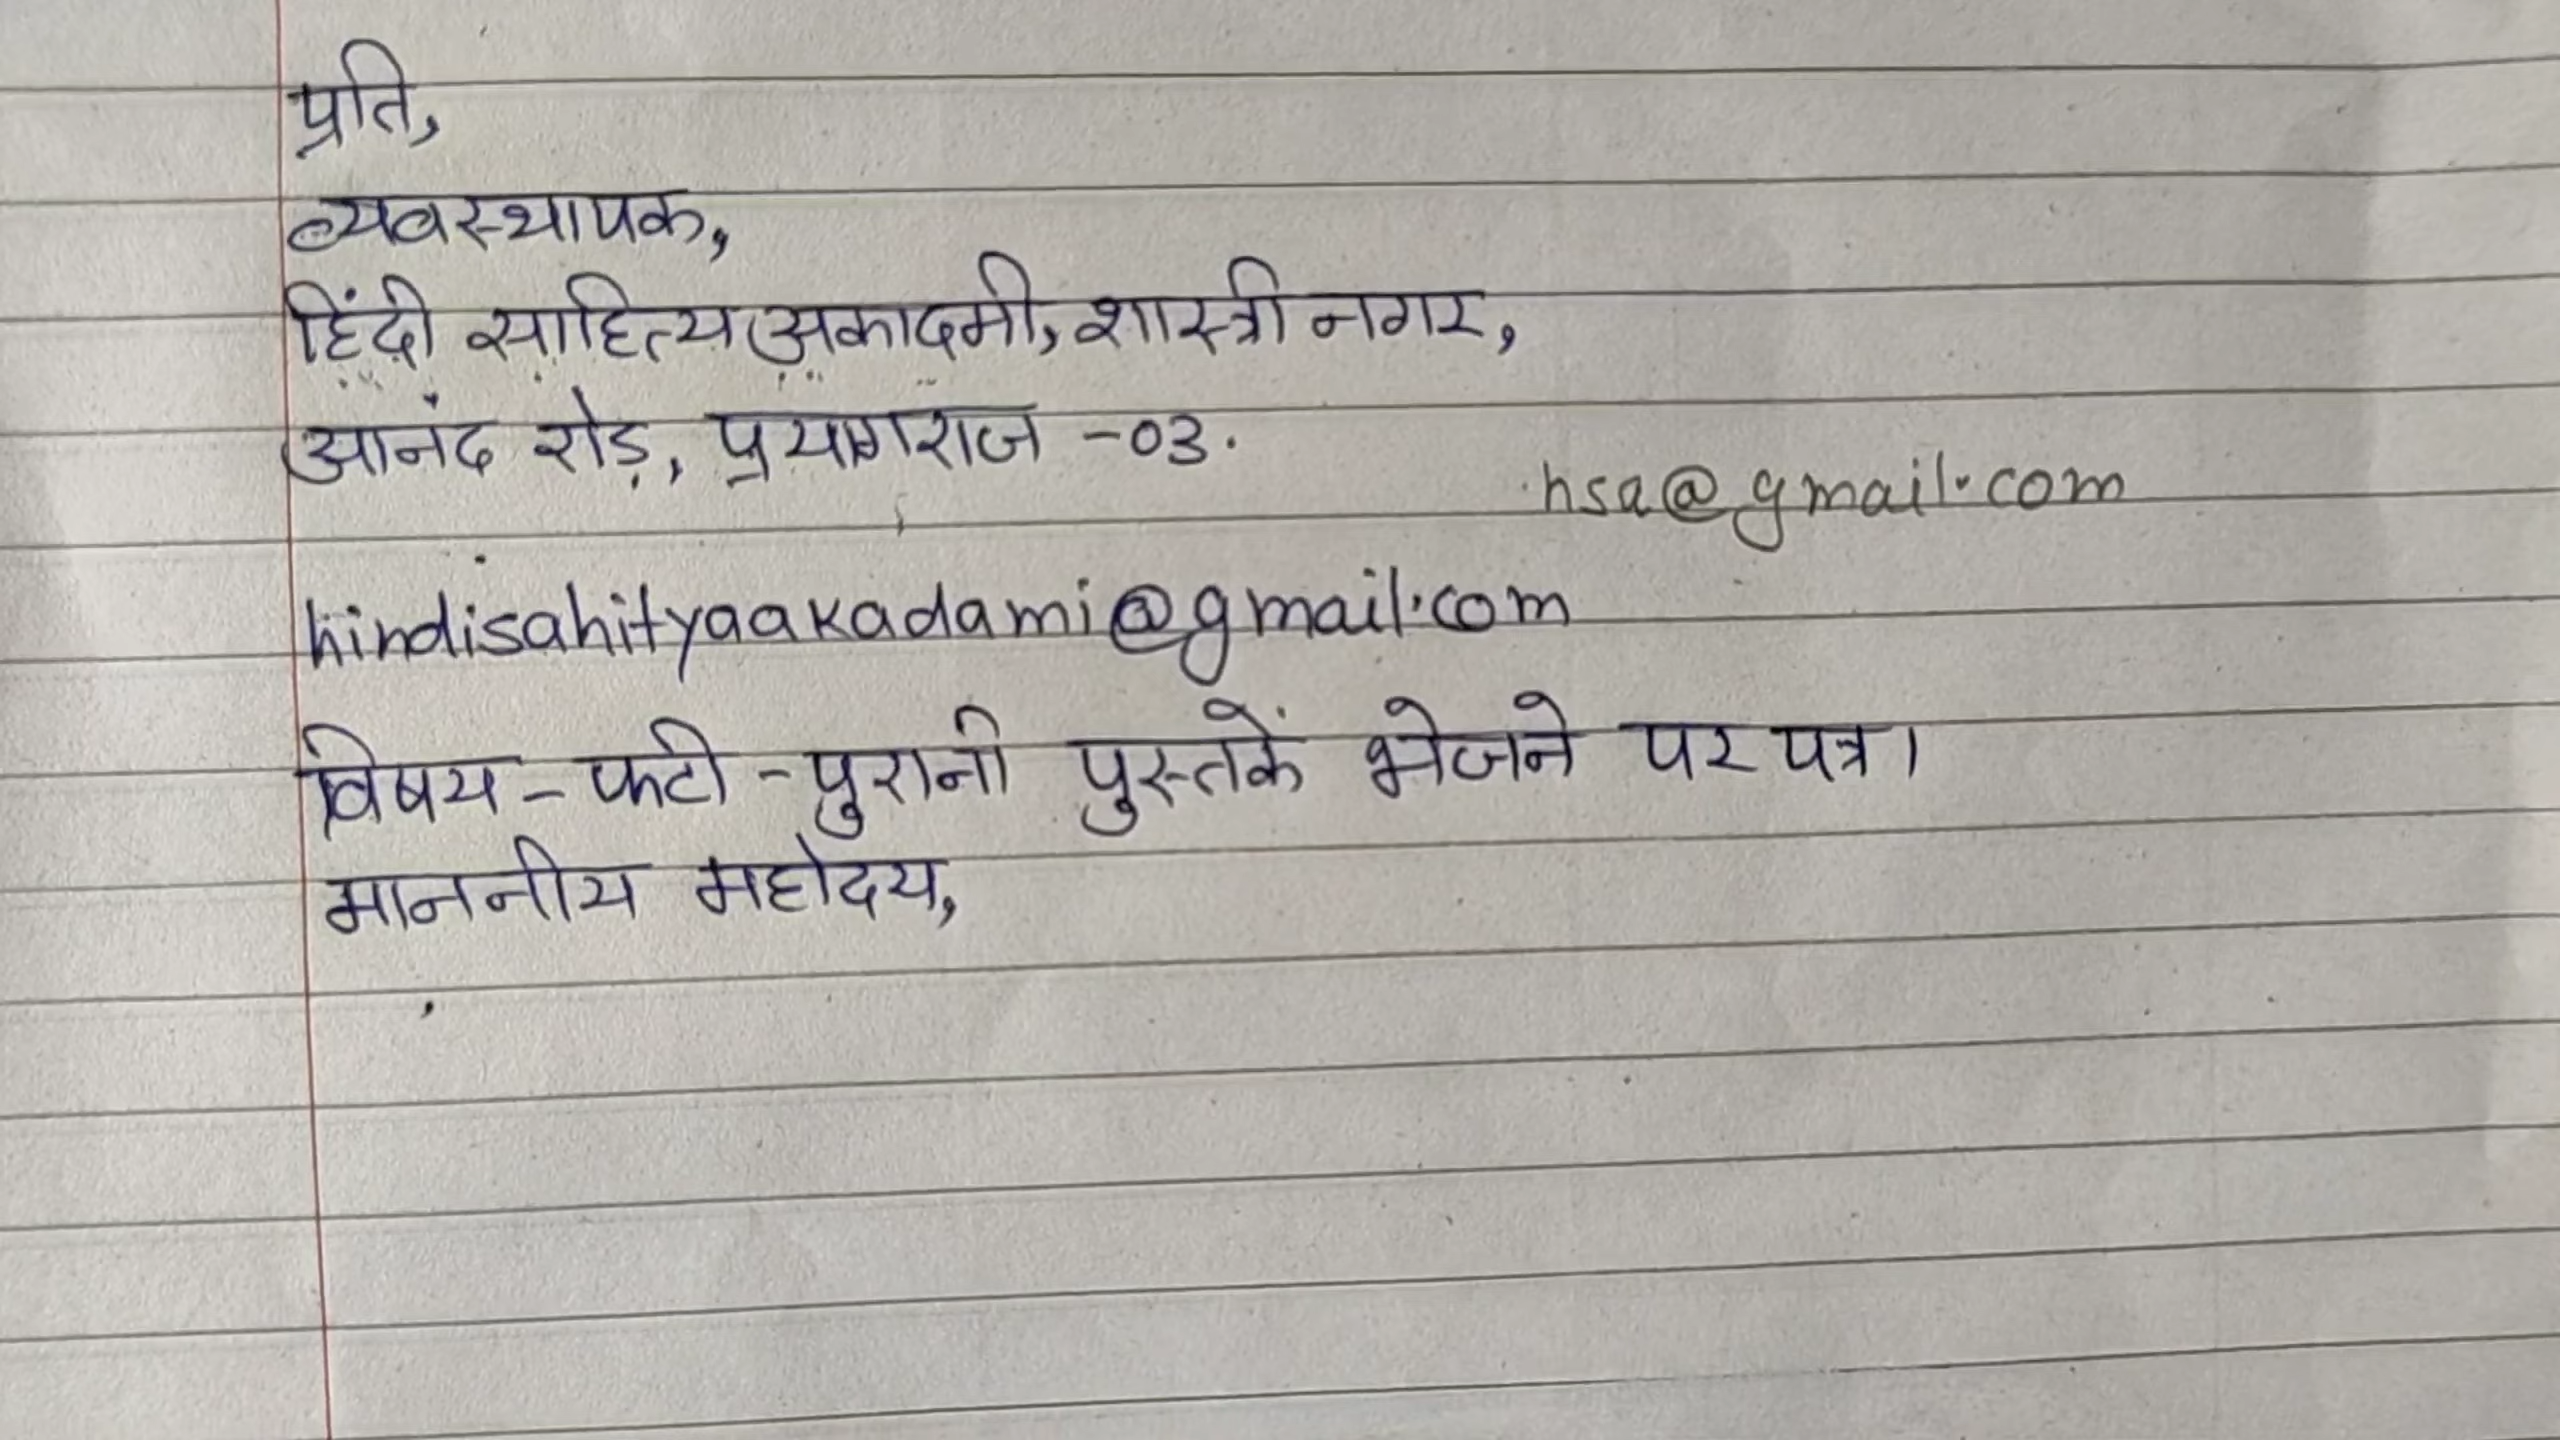 प्रति,
व्यवस्थापक,
हिंदी साहित्य अकादमी, शास्त्री नगर,
आनंद रोड़, प्रयागराज -03.
hsa@gmail.com
hindisahityaakadami@gmail.com
विषय - फटी - पुरानी पुस्तकें भेजने पर पत्र।
माननीय महोदय,